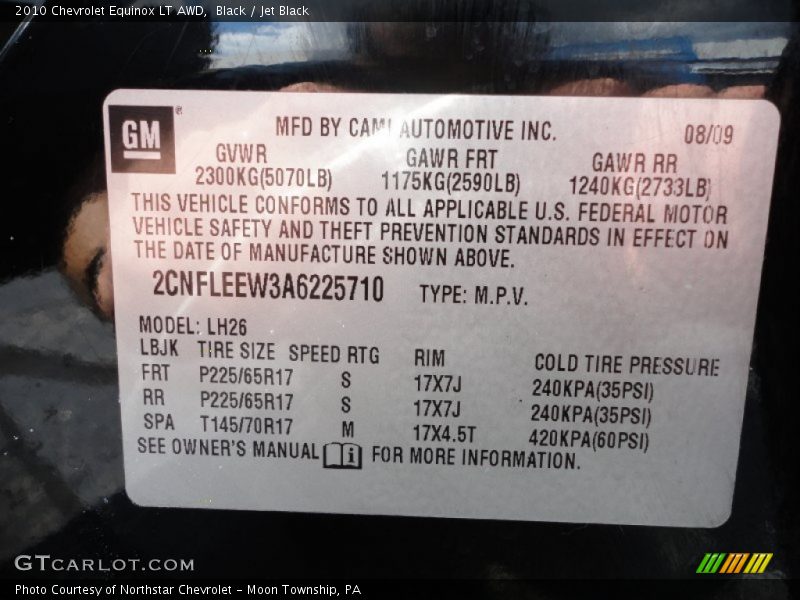 2010 Chevrolet Equinox LT AWD, Black / Jet Black
GM ®
MFD BY CAMI AUTOMOTIVE INC. 08/09
GVWR GAWR FRT GAWR RR
2300KG(5070LB) 1175KG(2590LB) 1240KG(2733LB)
THIS VEHICLE CONFORMS TO ALL APPLICABLE U.S. FEDERAL MOTOR
VEHICLE SAFETY AND THEFT PREVENTION STANDARDS IN EFFECT ON
THE DATE OF MANUFACTURE SHOWN ABOVE.
2CNFLEEW3A6225710 TYPE: M.P.V.
MODEL: LH26
LBJK TIRE SIZE SPEED RTG RIM COLD TIRE PRESSURE
FRT P225/65R17 S 17X7J 240KPA(35PSI)
RR P225/65R17 S 17X7J 240KPA(35PSI)
SPA T145/70R17 M 17X4.5T 420KPA(60PSI)
SEE OWNER'S MANUAL i FOR MORE INFORMATION.
GTCARLOT.COM
Photo Courtesy of Northstar Chevrolet - Moon Township, PA